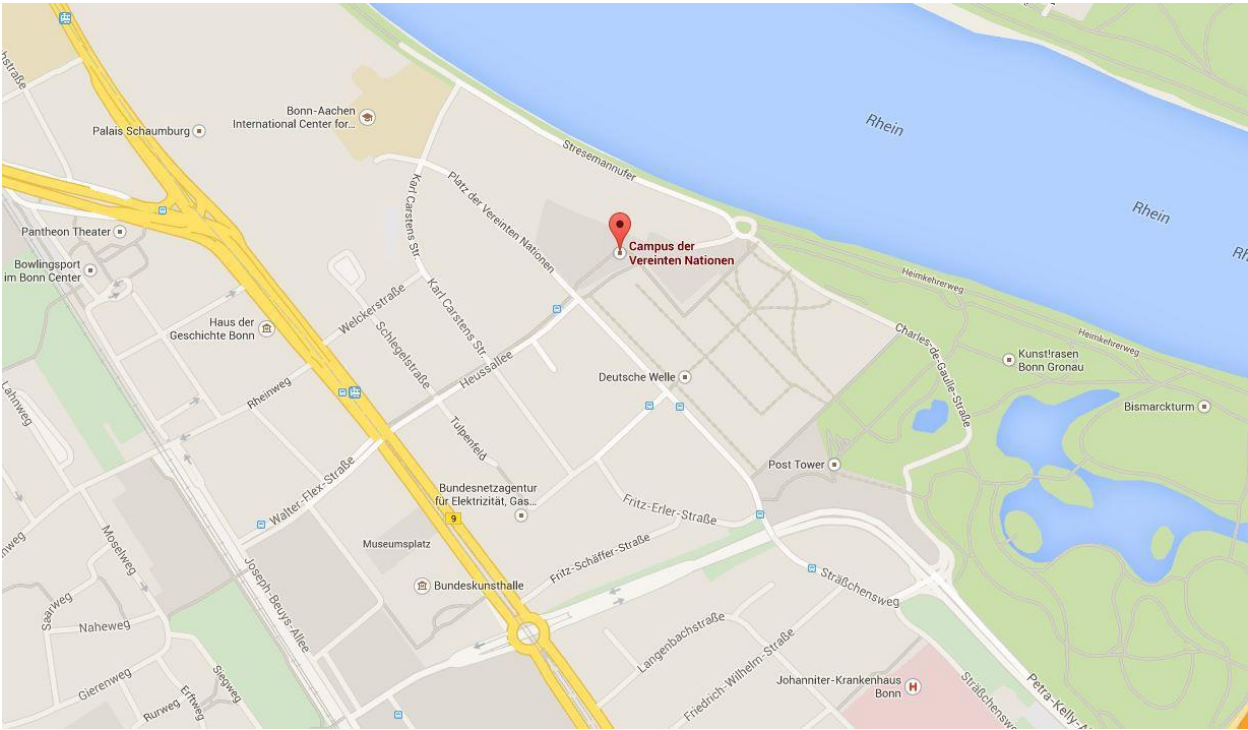 Rhein
Bonn-Aachen
International Center for...
Palais Schaumburg
Stresemannufer
Karl Carstens Str
Platz der Vereinten Nationen
Rhein
Pantheon Theater
Campus der
Vereinten Nationen
Bowlingsport
im Bonn Center
Heimkehrerweg
Karl Carstens Str
Welckerstraße
Haus der
Geschichte Bonn
Schlegelstraße
Charles-de-Gaulle-Straße
Heimkehrerweg
Kunst!rasen
Bonn Gronau
Heussallee
Deutsche Welle
Rheinweg
Lahnweg
Bismarckturm
Tulpenfeld
Post Tower
Walter-Flex-Straße
Bundesnetzagentur
für Elektrizität, Gas...
Fritz-Erler-Straße
9
Museumsplatz
Moselweg
Fritz-Schäffer-Straße
Joseph-Beuys-Allee
Bundeskunsthalle
Sträßchensweg
Saarweg
Naheweg
Langenbachstraße
Friedrich-Wilhelm-Straße
Johanniter-Krankenhaus
Bonn
H
Gierenweg
Siegweg
Erftweg
Rurweg